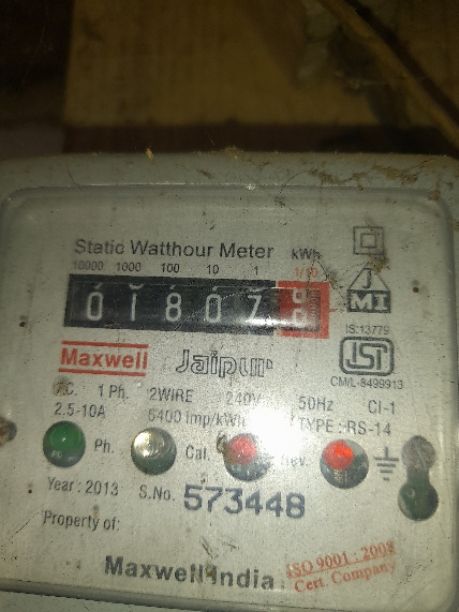 Static Watthour Meter kWh
10000 1000 100 10 1 1/10
0 1 8 0 7
J
MI
IS:13779
Maxwell Jaipur
ISI
CM/L-8499913
A.C. 1 Ph. 2WIRE 240V 50Hz Cl-1
2.5-10A 6400 imp/kWh TYPE : RS-14
Ph. Cal. Rev.
Year : 2013 S.No. 573448
Property of:
Maxwell India
ISO 9001 : 2008
Cert. Company